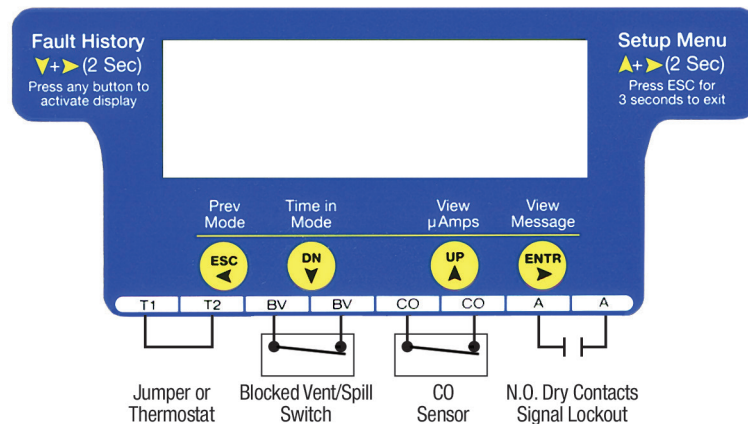 Fault History
▼+➤(2 Sec)
Press any button to
activate display
Setup Menu
▲+➤(2 Sec)
Press ESC for
3 seconds to exit
Prev
Mode
Time in
Mode
View
µAmps
View
Message
ESC
DN
UP
ENTR
T1 T2 BV BV CO CO A A
Jumper or
Thermostat
Blocked Vent/Spill
Switch
CO
Sensor
N.O. Dry Contacts
Signal Lockout